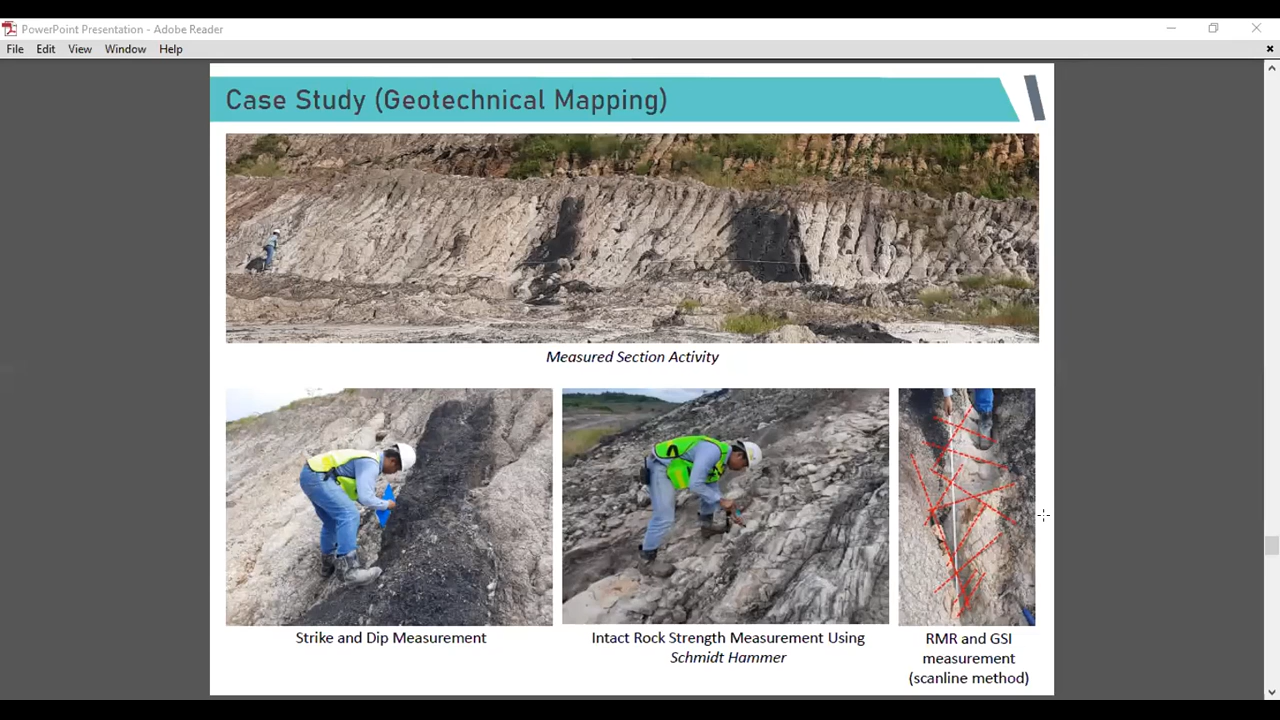 PowerPoint Presentation - Adobe Reader
File Edit View Window Help
Case Study (Geotechnical Mapping)
Measured Section Activity
Strike and Dip Measurement
Intact Rock Strength Measurement Using
Schmidt Hammer
RMR and GSI
measurement
(scanline method)